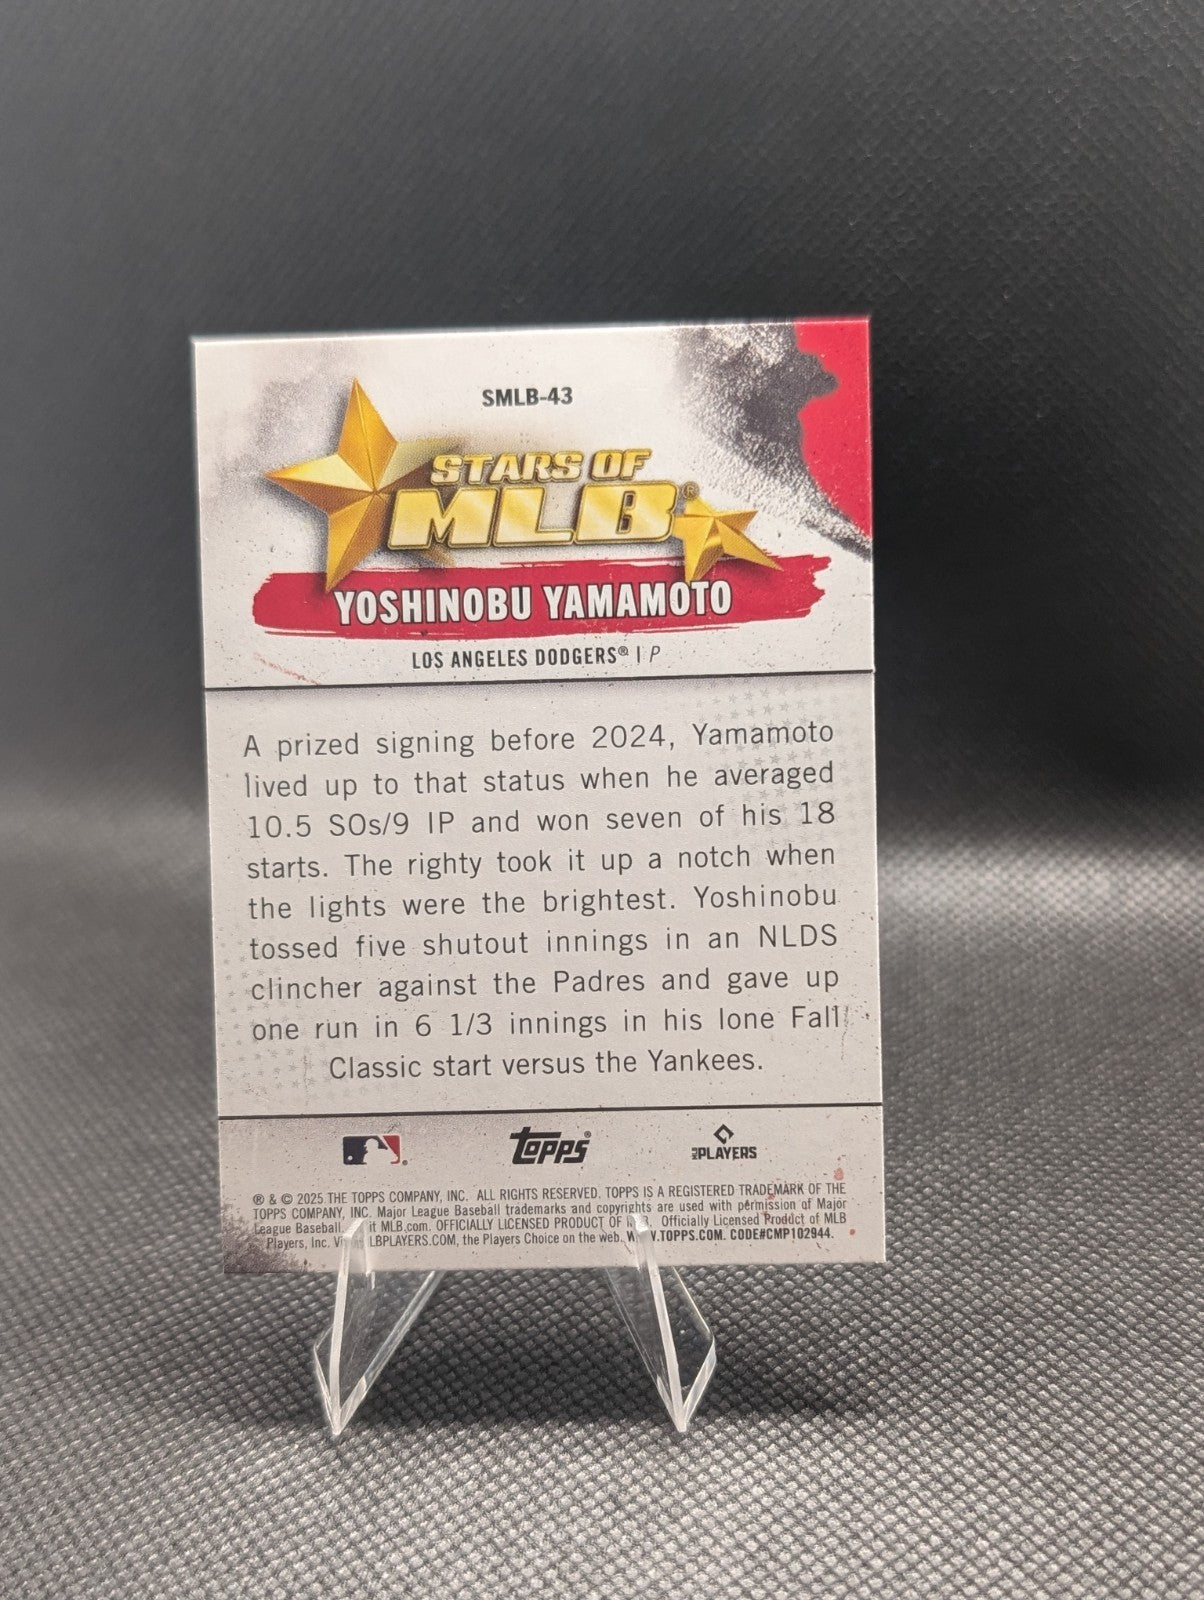 SMLB-43
STARS OF
MLB®
YOSHINOBU YAMAMOTO
LOS ANGELES DODGERS® | P
A prized signing before 2024, Yamamoto
lived up to that status when he averaged
10.5 SOs/9 IP and won seven of his 18
starts. The righty took it up a notch when
the lights were the brightest. Yoshinobu
tossed five shutout innings in an NLDS
clincher against the Padres and gave up
one run in 6 1/3 innings in his lone Fall
Classic start versus the Yankees.
Topps®
PLAYERS
® & © 2025 THE TOPPS COMPANY, INC. ALL RIGHTS RESERVED. TOPPS IS A REGISTERED TRADEMARK OF THE
TOPPS COMPANY, INC. Major League Baseball trademarks and copyrights are used with permission of Major
League Baseball. it MLB.com. OFFICIALLY LICENSED PRODUCT OF Officially Licensed Product of MLB
Players, Inc. LBPLAYERS.COM, the Players Choice on the web. .TOPPS.COM. CODE#CMP102944.